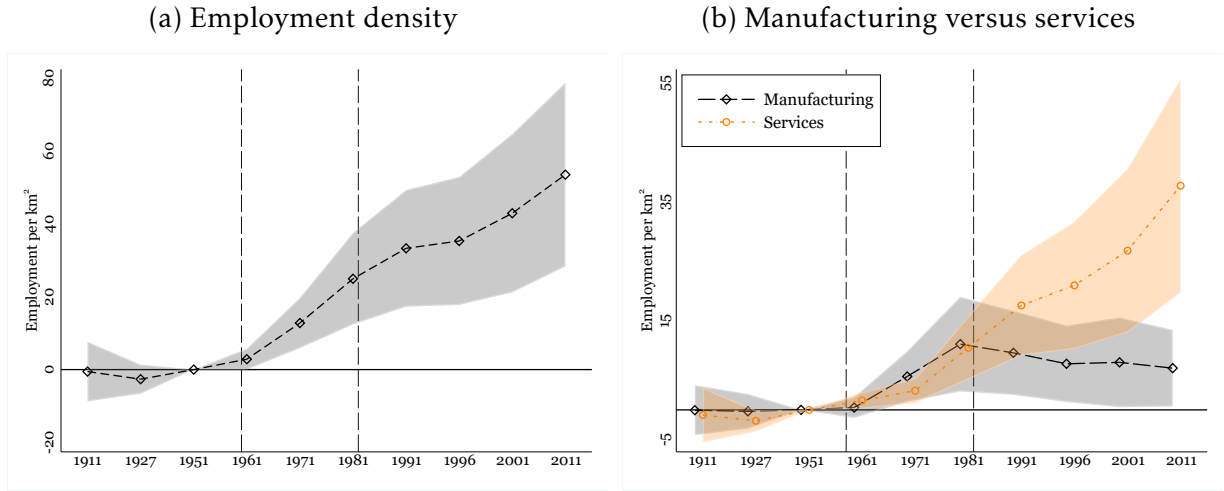 (a) Employment density
Employment per km²
80
60
40
20
0
-20
1911 1927 1951 1961 1971 1981 1991 1996 2001 2011
(b) Manufacturing versus services
Employment per km²
55
35
15
-5
Manufacturing
Services
1911 1927 1951 1961 1971 1981 1991 1996 2001 2011